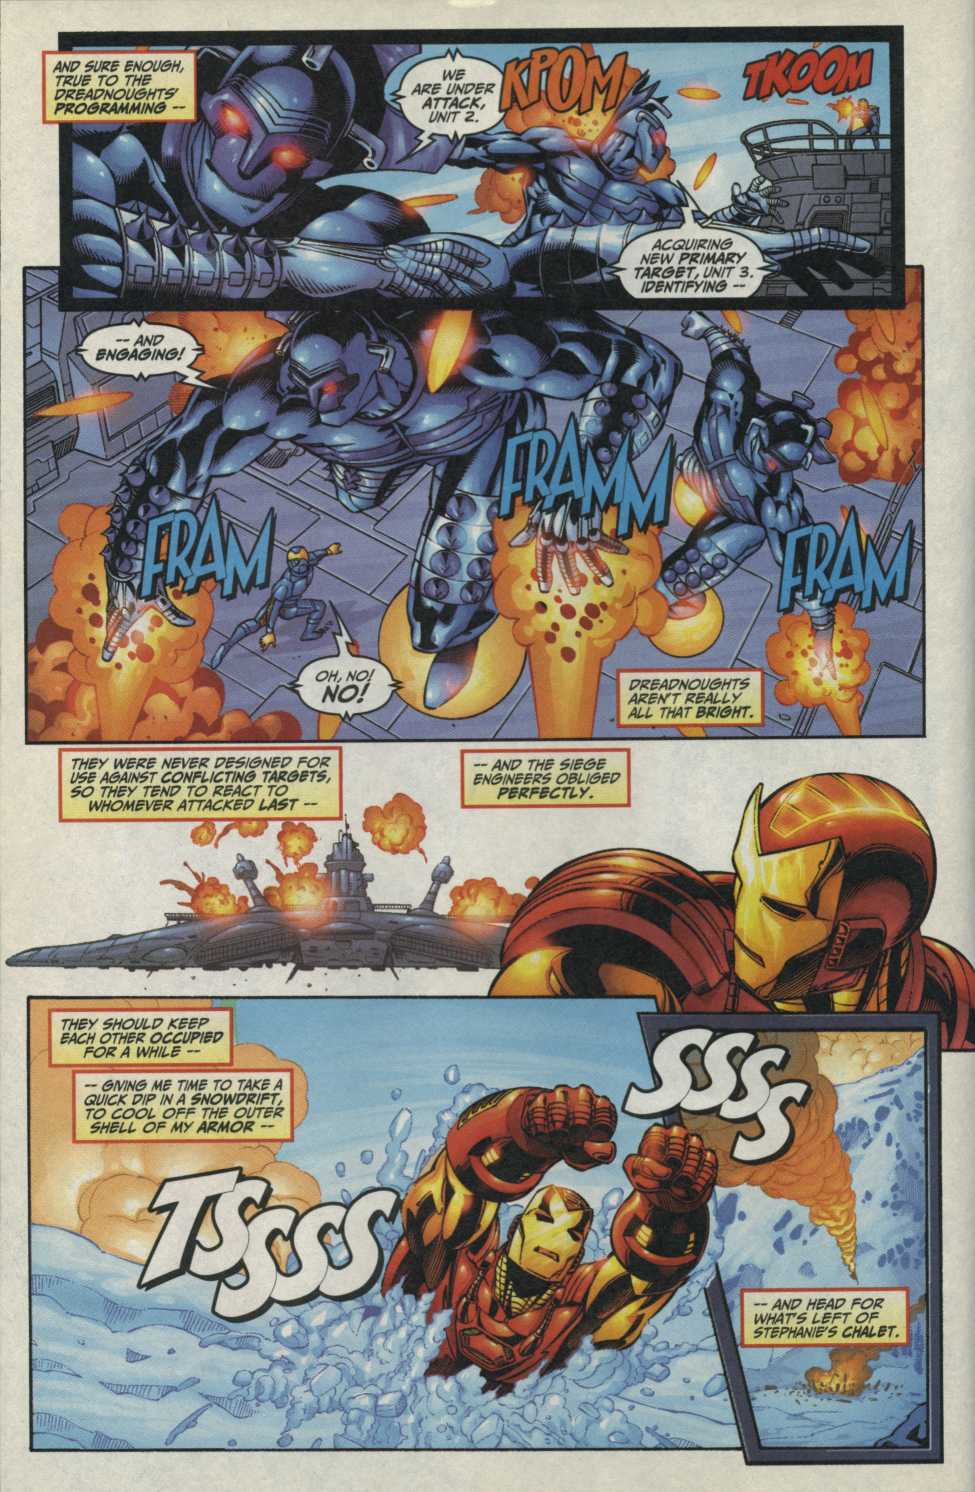 AND SURE ENOUGH,
TRUE TO THE
DREADNOUGHTS'
PROGRAMMING --
WE
ARE UNDER
ATTACK,
UNIT 2.
KPOM
TKOOM
ACQUIRING
NEW PRIMARY
TARGET, UNIT 3.
IDENTIFYING --
-- AND
ENGAGING!
FRAM
FRAMM
FRAM
OH, NO!
NO!
DREADNOUGHTS
AREN'T REALLY
ALL THAT BRIGHT.
THEY WERE NEVER DESIGNED FOR
USE AGAINST CONFLICTING TARGETS,
SO THEY TEND TO REACT TO
WHOMEVER ATTACKED LAST --
-- AND THE SIEGE
ENGINEERS OBLIGED
PERFECTLY.
THEY SHOULD KEEP
EACH OTHER OCCUPIED
FOR A WHILE --
-- GIVING ME TIME TO TAKE A
QUICK DIP IN A SNOWDRIFT,
TO COOL OFF THE OUTER
SHELL OF MY ARMOR --
TSSSSS
SSSS
-- AND HEAD FOR
WHAT'S LEFT OF
STEPHANIE'S CHALET.